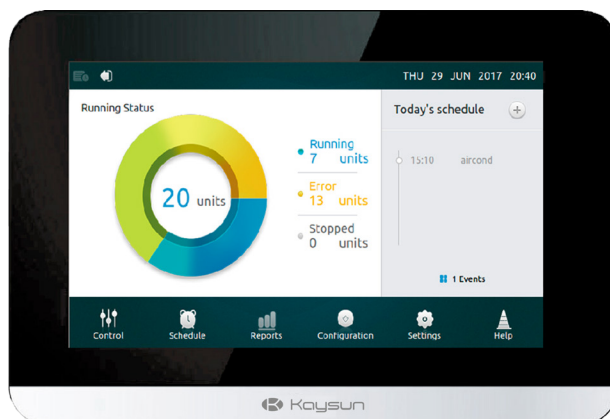 THU 29 JUN 2017 20:40
Running Status
20 units
Running
7 units
Error
13 units
Stopped
0 units
Today's schedule
15:10 aircond
1 Events
Control
Schedule
Reports
Configuration
Settings
Help
Kaysun